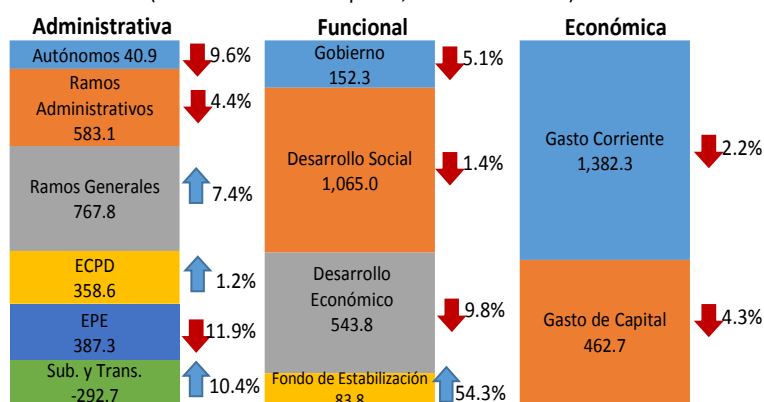 Administrativa
Autónomos 40.9
9.6%
Ramos
Administrativos
583.1
4.4%
Ramos Generales
767.8
7.4%
ECPD
358.6
1.2%
EPE
387.3
11.9%
Sub. y Trans.
-292.7
10.4%
Funcional
Gobierno
152.3
5.1%
Desarrollo Social
1,065.0
1.4%
Desarrollo
Económico
543.8
9.8%
Fondo de Estabilización
83.8
54.3%
Económica
Gasto Corriente
1,382.3
2.2%
Gasto de Capital
462.7
4.3%